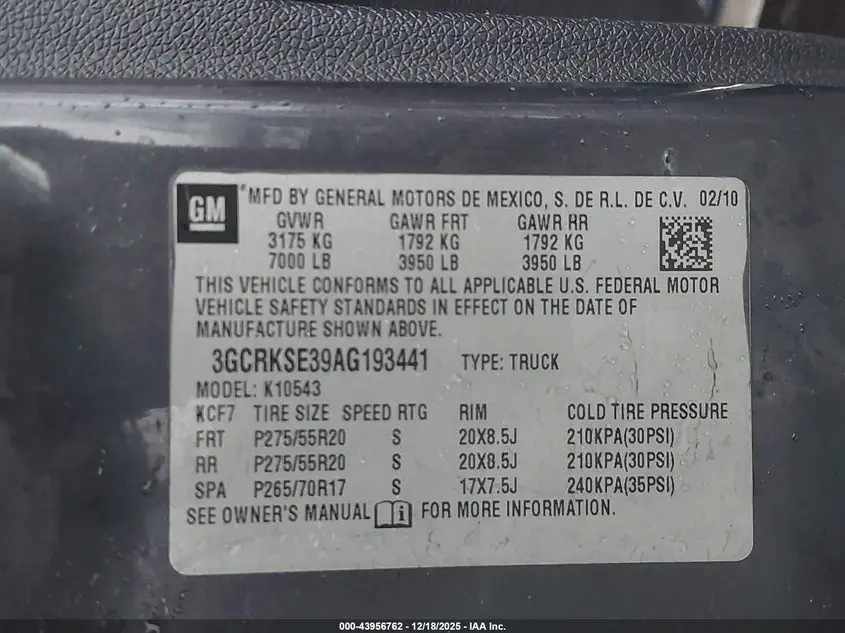 GM
MFD BY GENERAL MOTORS DE MEXICO, S. DE R.L. DE C.V. 02/10
GVWR GAWR FRT GAWR RR
3175 KG 1792 KG 1792 KG
7000 LB 3950 LB 3950 LB
THIS VEHICLE CONFORMS TO ALL APPLICABLE U.S. FEDERAL MOTOR
VEHICLE SAFETY STANDARDS IN EFFECT ON THE DATE OF
MANUFACTURE SHOWN ABOVE.
3GCRKSE39AG193441 TYPE: TRUCK
MODEL: K10543
KCF7 TIRE SIZE SPEED RTG RIM COLD TIRE PRESSURE
FRT P275/55R20 S 20X8.5J 210KPA(30PSI)
RR P275/55R20 S 20X8.5J 210KPA(30PSI)
SPA P265/70R17 S 17X7.5J 240KPA(35PSI)
SEE OWNER'S MANUAL i FOR MORE INFORMATION.
000-43956762 - 12/18/2025 - IAA Inc.